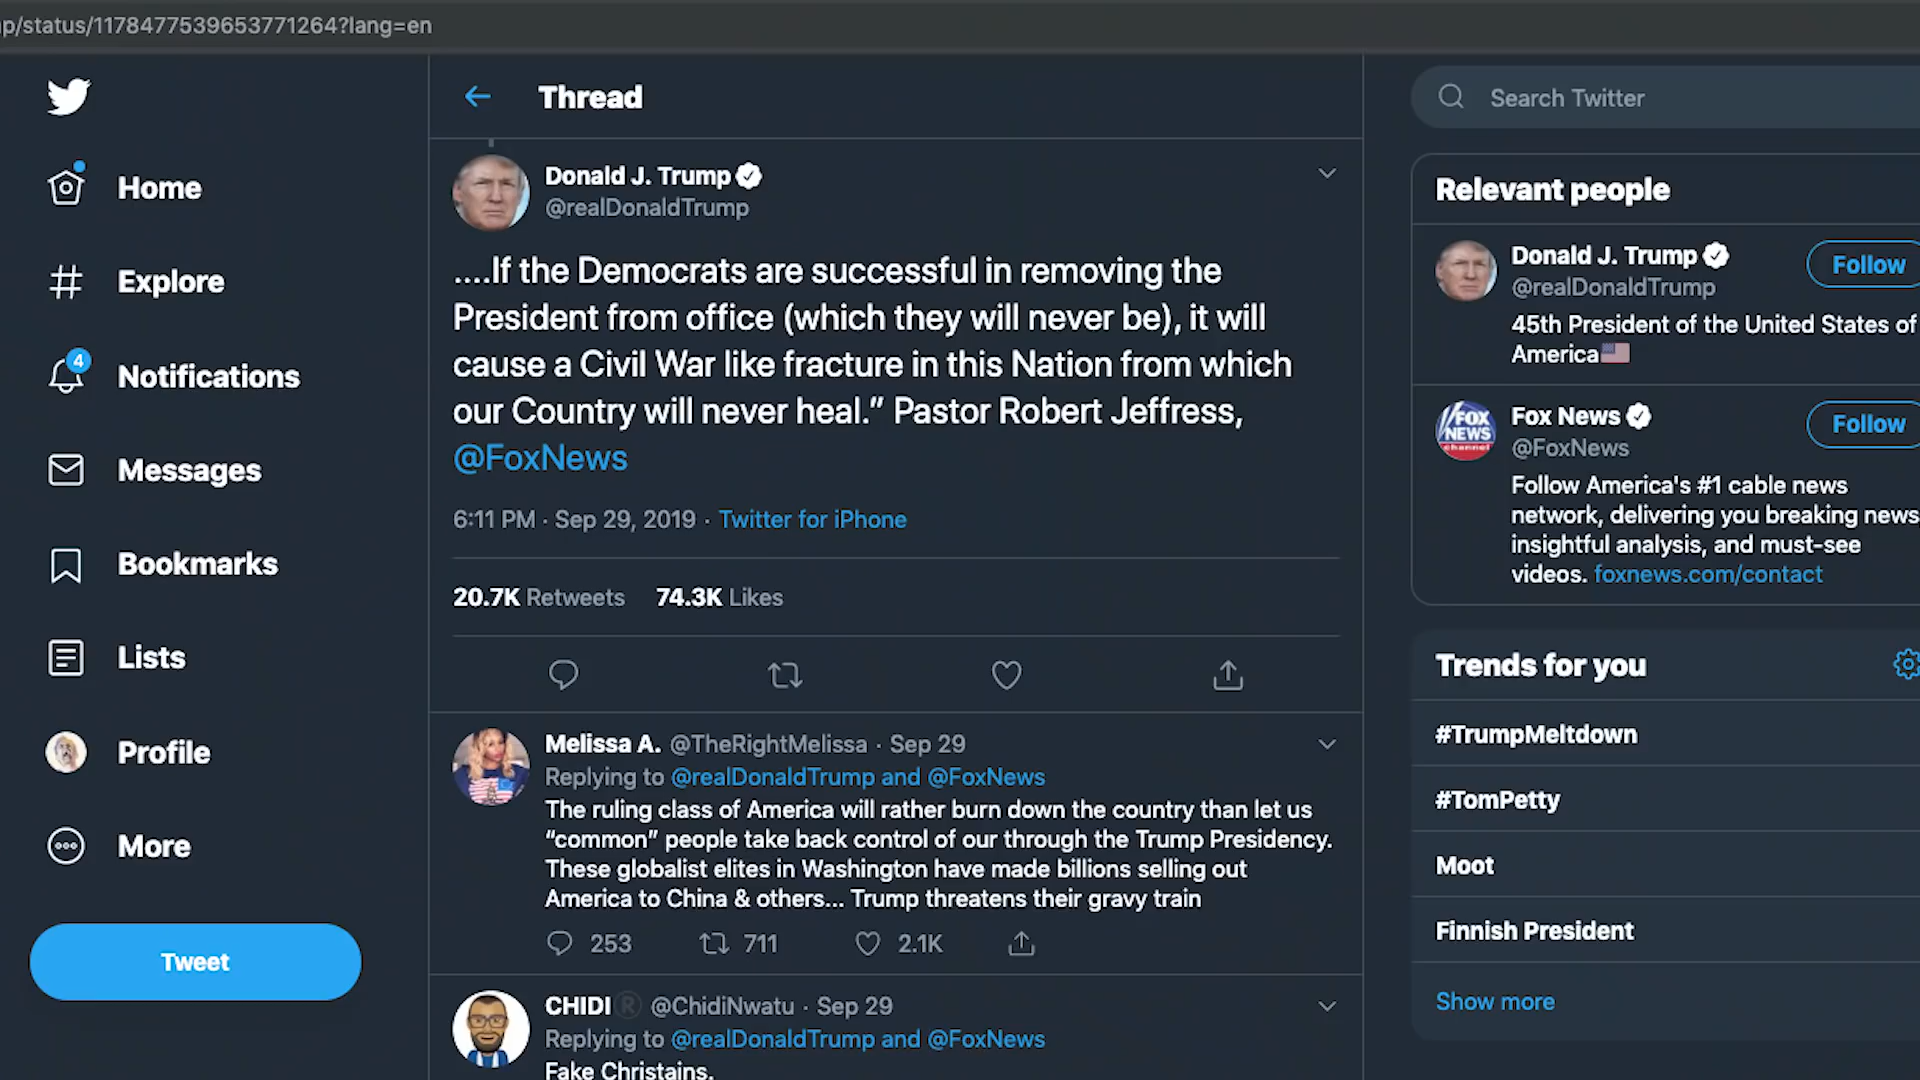 p/status/1178477539653771264?lang=en
Thread
Search Twitter
Home
Explore
4
Notifications
Messages
Bookmarks
Lists
Profile
More
Tweet
Donald J. Trump
@realDonaldTrump
....If the Democrats are successful in removing the
President from office (which they will never be), it will
cause a Civil War like fracture in this Nation from which
our Country will never heal.” Pastor Robert Jeffress,
@FoxNews
6:11 PM · Sep 29, 2019 · Twitter for iPhone
20.7K Retweets 74.3K Likes
Melissa A. @TheRightMelissa · Sep 29
Replying to @realDonaldTrump and @FoxNews
The ruling class of America will rather burn down the country than let us
“common” people take back control of our through the Trump Presidency.
These globalist elites in Washington have made billions selling out
America to China & others... Trump threatens their gravy train
253 711 2.1K
CHIDI® @ChidiNwatu · Sep 29
Replying to @realDonaldTrump and @FoxNews
Fake Christains.
Relevant people
Donald J. Trump
@realDonaldTrump
Follow
45th President of the United States of
America🇺🇸
FOX
NEWS
channel
Fox News
@FoxNews
Follow
Follow America's #1 cable news
network, delivering you breaking news
insightful analysis, and must-see
videos. foxnews.com/contact
Trends for you
#TrumpMeltdown
#TomPetty
Moot
Finnish President
Show more